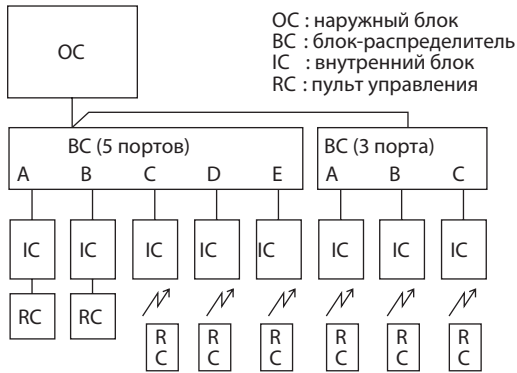 OC : наружный блок
BC : блок-распределитель
IC : внутренний блок
RC : пульт управления
OC
BC (5 портов)
BC (3 порта)
A B C D E
A B C
IC IC IC IC IC IC IC IC
RC RC
R R R R R R
C C C C C C